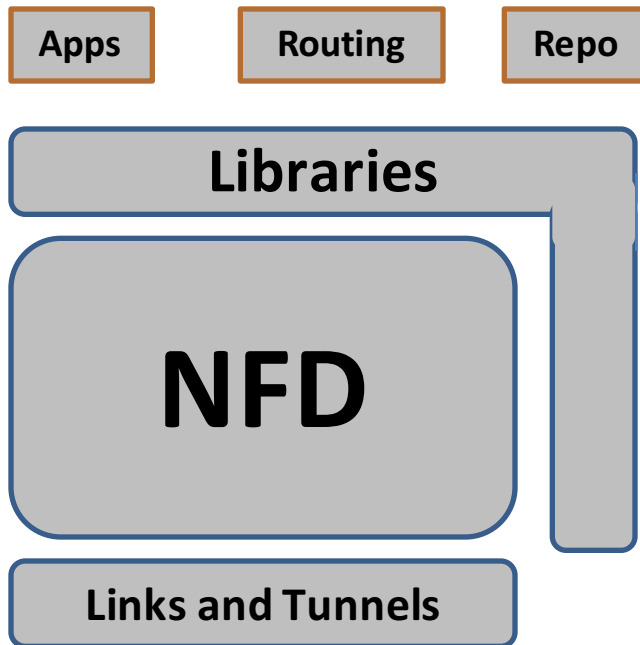 Apps
Routing
Repo
Libraries
NFD
Links and Tunnels